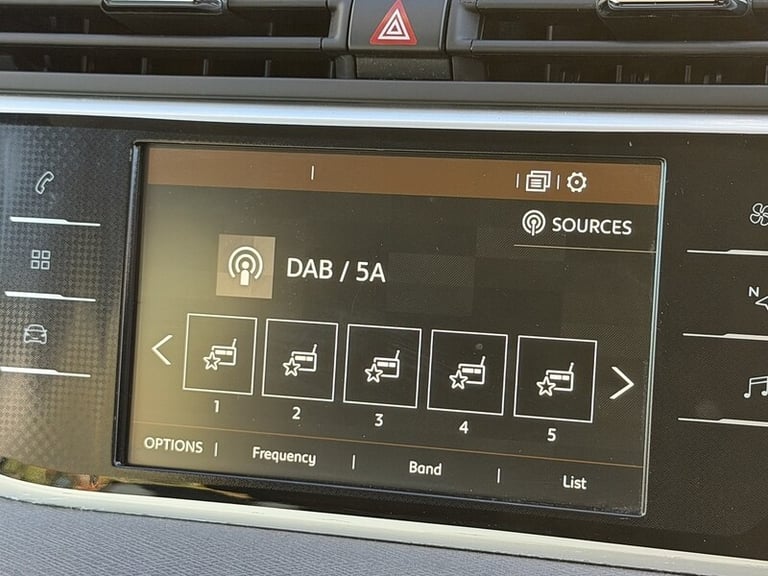 SOURCES
DAB / 5A
1 2 3 4 5
OPTIONS | Frequency | Band | List
N